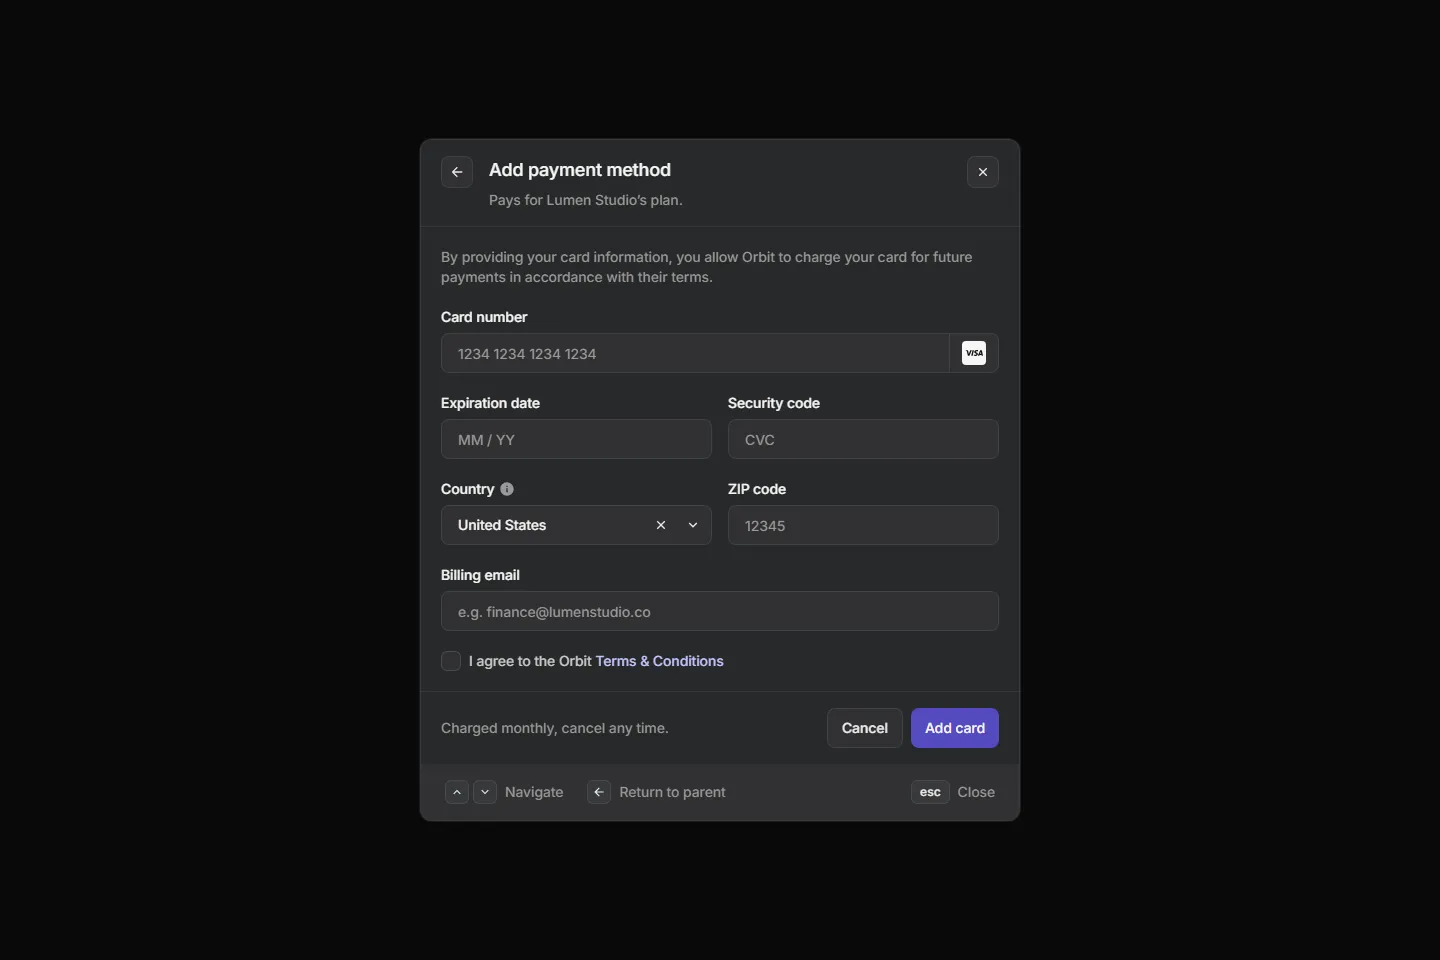 Add payment method
Pays for Lumen Studio's plan.
By providing your card information, you allow Orbit to charge your card for future
payments in accordance with their terms.
Card number
1234 1234 1234 1234
VISA
Expiration date
Security code
MM / YY
CVC
Country
ZIP code
United States
12345
Billing email
e.g. finance@lumenstudio.co
I agree to the Orbit Terms & Conditions
Charged monthly, cancel any time.
Cancel
Add card
Navigate
Return to parent
esc
Close